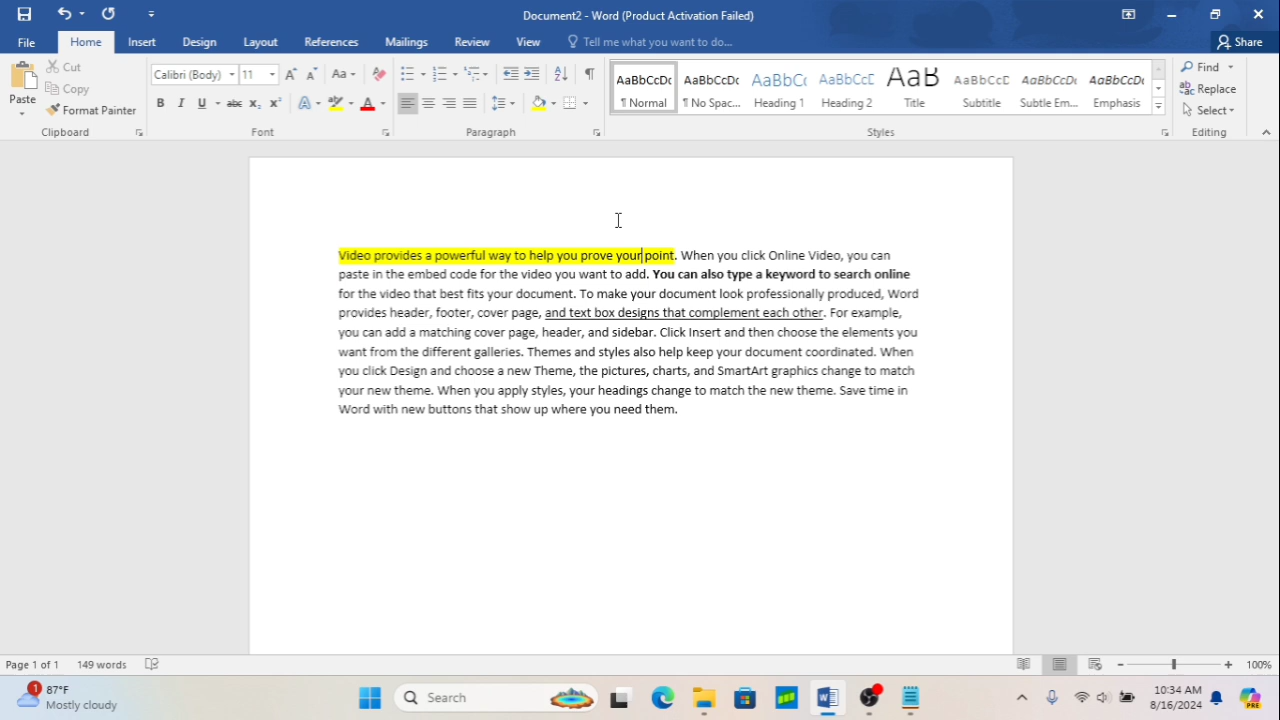 Document2 - Word (Product Activation Failed)
File Home Insert Design Layout References Mailings Review View Tell me what you want to do... Share
Paste
Cut
Copy
Format Painter
Clipboard
Calibri (Body) 11
Font
Paragraph
AaBbCcDc AaBbCcDc AaBbC AaBbCcE AaB AaBbCcD AaBbCcDc AaBbCcDc
¶ Normal ¶ No Spac... Heading 1 Heading 2 Title Subtitle Subtle Em... Emphasis
Styles
Find
Replace
Select
Editing
Video provides a powerful way to help you prove your point. When you click Online Video, you can
paste in the embed code for the video you want to add. You can also type a keyword to search online
for the video that best fits your document. To make your document look professionally produced, Word
provides header, footer, cover page, and text box designs that complement each other. For example,
you can add a matching cover page, header, and sidebar. Click Insert and then choose the elements you
want from the different galleries. Themes and styles also help keep your document coordinated. When
you click Design and choose a new Theme, the pictures, charts, and SmartArt graphics change to match
your new theme. When you apply styles, your headings change to match the new theme. Save time in
Word with new buttons that show up where you need them.
Page 1 of 1 149 words 100%
1
87°F
Mostly cloudy
Search
10:34 AM
8/16/2024
PRE